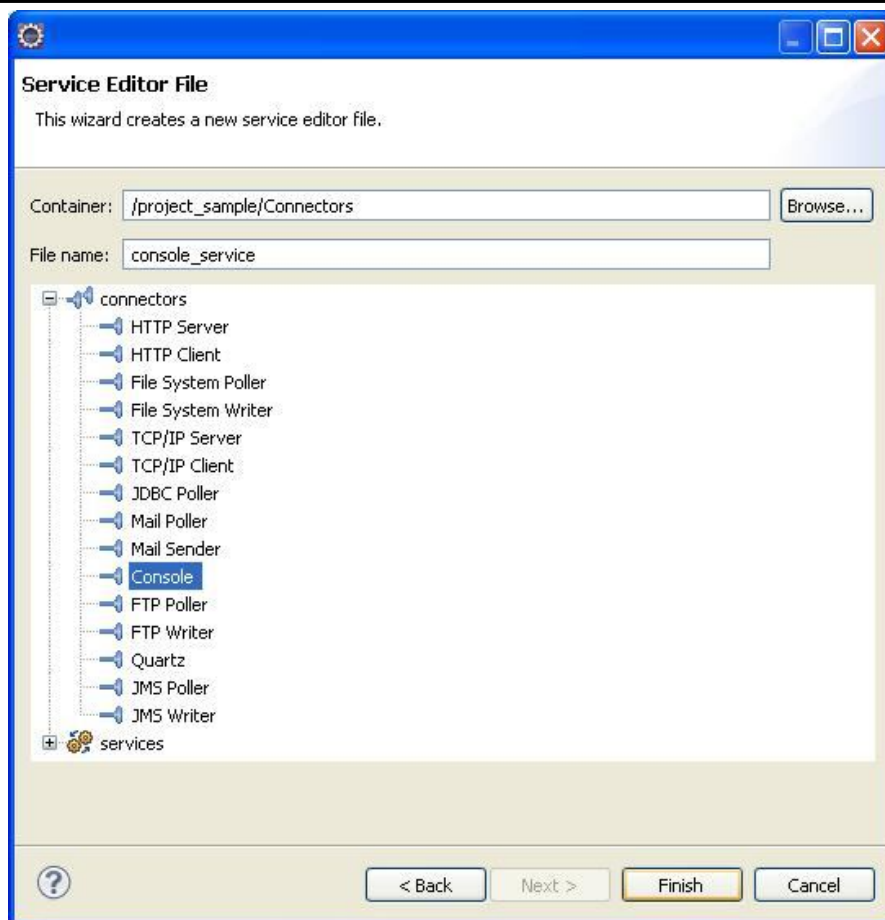 Service Editor File
This wizard creates a new service editor file.
Container: /project_sample/Connectors Browse...
File name: console_service
connectors
HTTP Server
HTTP Client
File System Poller
File System Writer
TCP/IP Server
TCP/IP Client
JDBC Poller
Mail Poller
Mail Sender
Console
FTP Poller
FTP Writer
Quartz
JMS Poller
JMS Writer
services
< Back Next > Finish Cancel